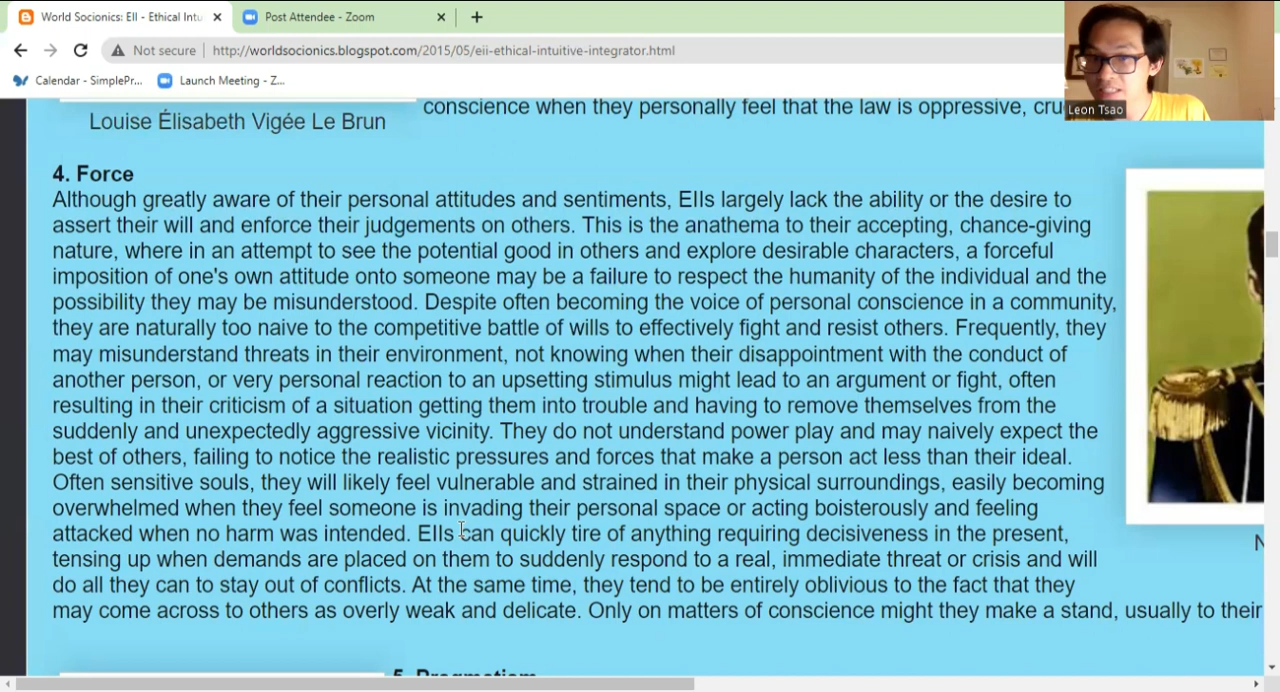 World Socionics: EII - Ethical Intu
Post Attendee - Zoom
Not secure
http://worldsocionics.blogspot.com/2015/05/eii-ethical-intuitive-integrator.html
Calendar - SimplePr...
Launch Meeting - Z...
Leon Tsao
conscience when they personally feel that the law is oppressive,
Louise Élisabeth Vigée Le Brun
4. Force
Although greatly aware of their personal attitudes and sentiments, EIIs largely lack the ability or the desire to
assert their will and enforce their judgements on others. This is the anathema to their accepting, chance-giving
nature, where in an attempt to see the potential good in others and explore desirable characters, a forceful
imposition of one's own attitude onto someone may be a failure to respect the humanity of the individual and the
possibility they may be misunderstood. Despite often becoming the voice of personal conscience in a community,
they are naturally too naive to the competitive battle of wills to effectively fight and resist others. Frequently, they
may misunderstand threats in their environment, not knowing when their disappointment with the conduct of
another person, or very personal reaction to an upsetting stimulus might lead to an argument or fight, often
resulting in their criticism of a situation getting them into trouble and having to remove themselves from the
suddenly and unexpectedly aggressive vicinity. They do not understand power play and may naively expect the
best of others, failing to notice the realistic pressures and forces that make a person act less than their ideal.
Often sensitive souls, they will likely feel vulnerable and strained in their physical surroundings, easily becoming
overwhelmed when they feel someone is invading their personal space or acting boisterously and feeling
attacked when no harm was intended. EIIs can quickly tire of anything requiring decisiveness in the present,
tensing up when demands are placed on them to suddenly respond to a real, immediate threat or crisis and will
do all they can to stay out of conflicts. At the same time, they tend to be entirely oblivious to the fact that they
may come across to others as overly weak and delicate. Only on matters of conscience might they make a stand, usually to their
5. Pragmatism